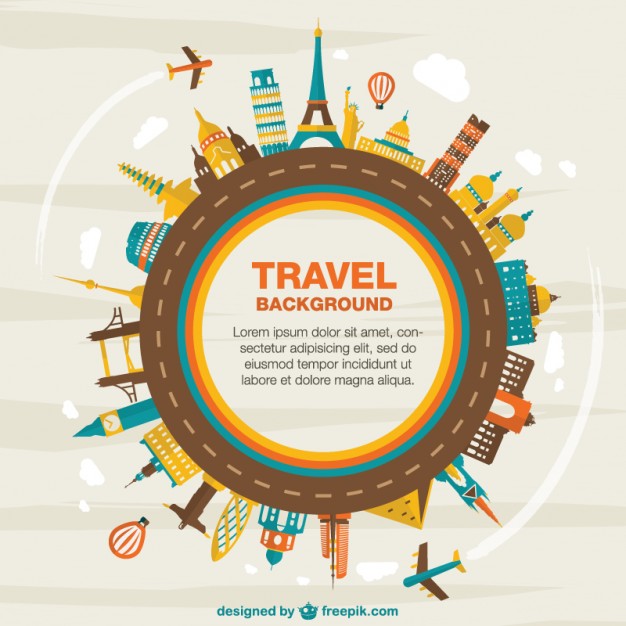 TRAVEL
BACKGROUND
Lorem ipsum dolor sit amet, con-
sectetur adipisicing elit, sed do
eiusmod tempor incididunt ut
labore et dolore magna aliqua.
designed by freepik.com